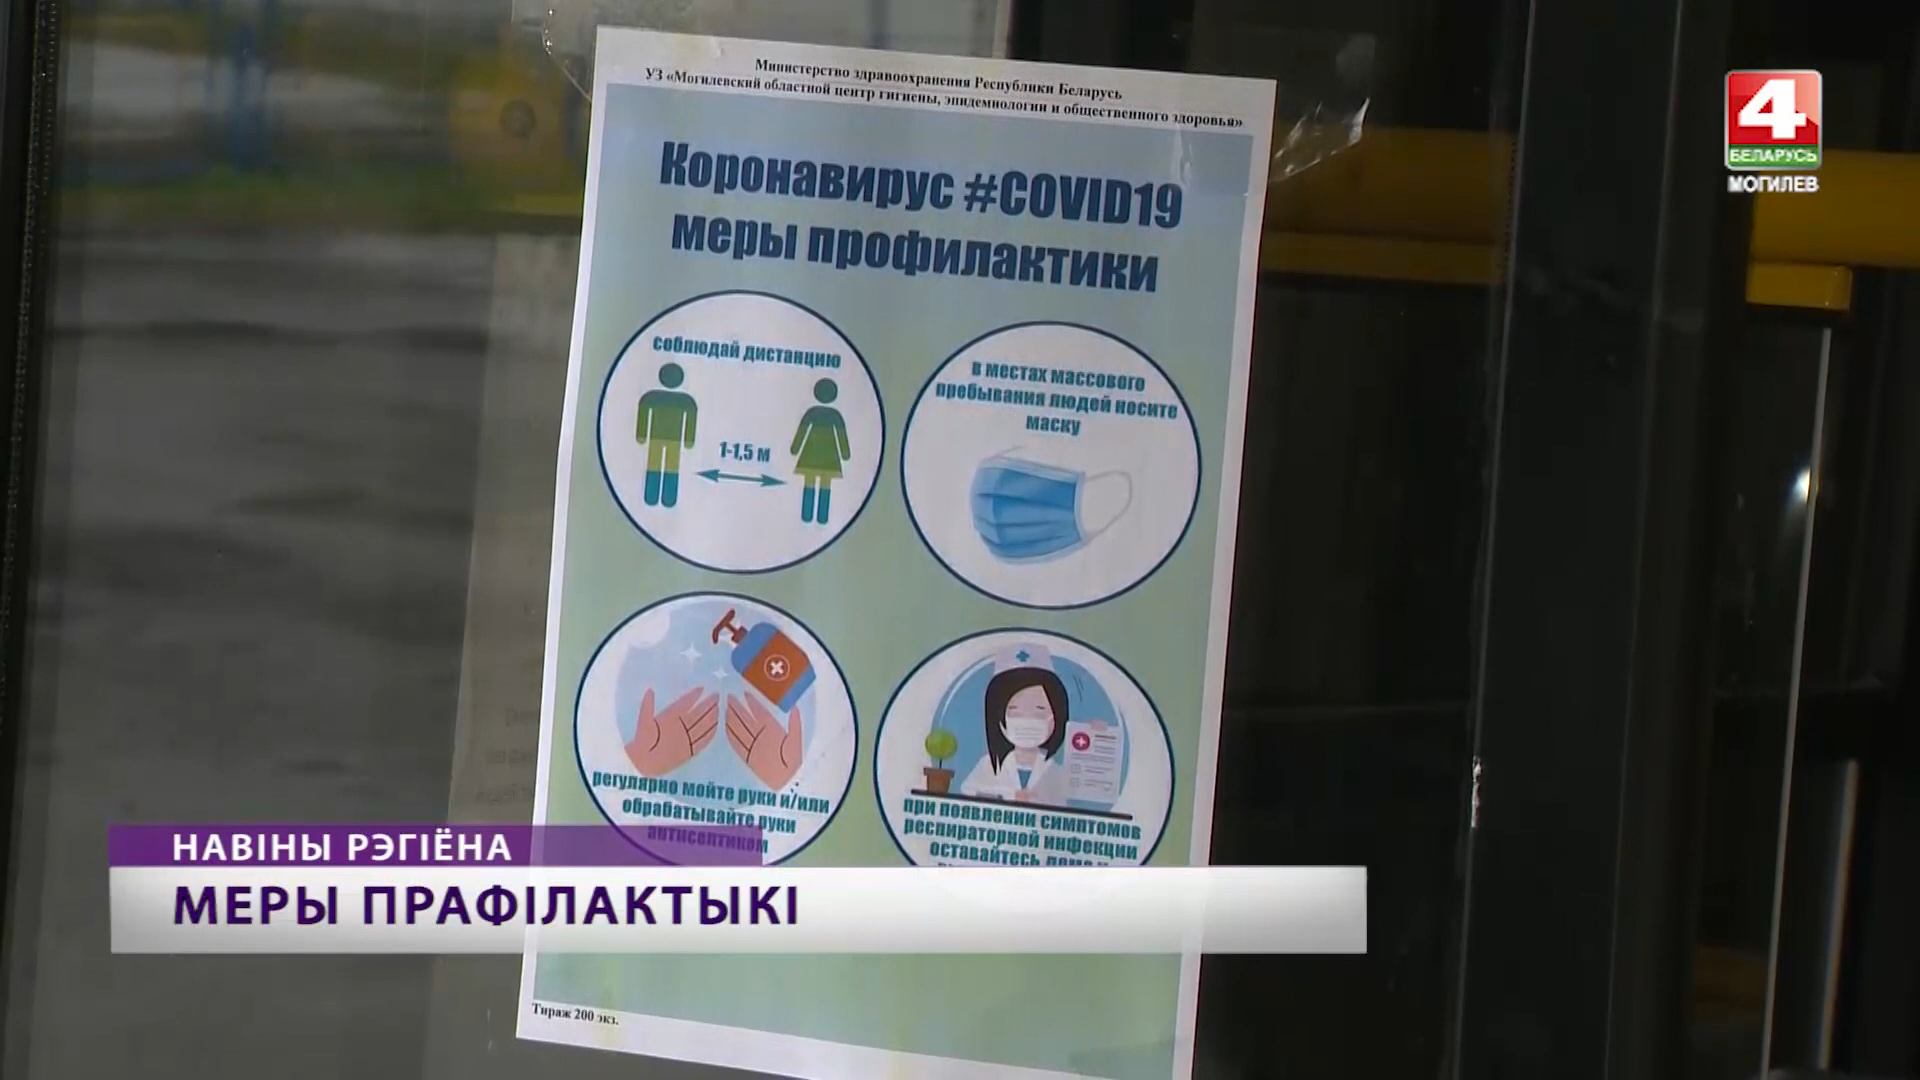 Министерство здравоохранения Республики Беларусь
УЗ «Могилевский областной центр гигиены, эпидемиологии и общественного здоровья»
4
БЕЛАРУСЬ
МОГИЛЕВ
Коронавирус #COVID19
меры профилактики
соблюдай дистанцию
1-1,5 м
в местах массового
пребывания людей носите
маску
регулярно мойте руки и/или
обрабатывайте руки
антисептиком
при появлении симптомов
респираторной инфекции
оставайтесь
НАВІНЫ РЭГІЁНА
МЕРЫ ПРАФІЛАКТЫКІ
Тираж 200 экз.